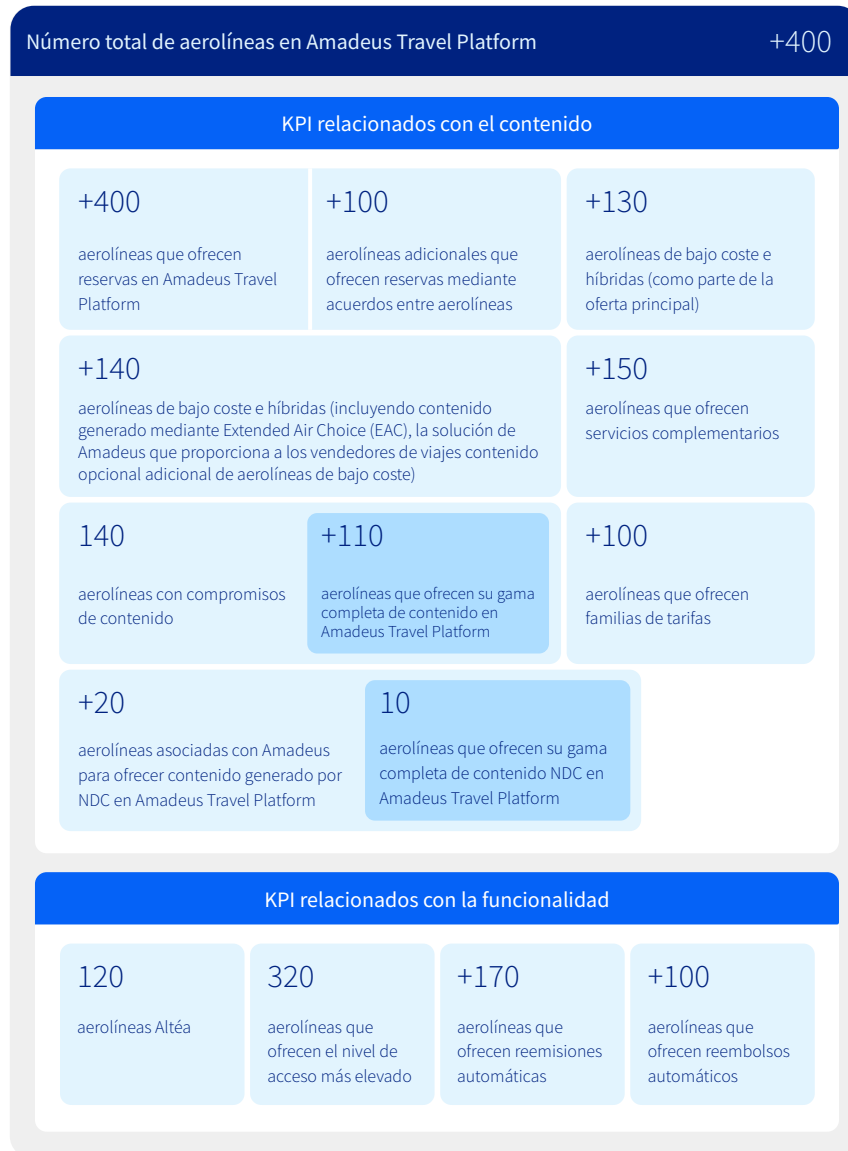 Número total de aerolíneas en Amadeus Travel Platform +400
KPI relacionados con el contenido
+400
aerolíneas que ofrecen
reservas en Amadeus Travel
Platform
+100
aerolíneas adicionales que
ofrecen reservas mediante
acuerdos entre aerolíneas
+130
aerolíneas de bajo coste e
híbridas (como parte de la
oferta principal)
+140
aerolíneas de bajo coste e híbridas (incluyendo contenido
generado mediante Extended Air Choice (EAC), la solución de
Amadeus que proporciona a los vendedores de viajes contenido
opcional adicional de aerolíneas de bajo coste)
+150
aerolíneas que ofrecen
servicios complementarios
140
aerolíneas con compromisos
de contenido
+110
aerolíneas que ofrecen su gama
completa de contenido en
Amadeus Travel Platform
+100
aerolíneas que ofrecen
familias de tarifas
+20
aerolíneas asociadas con Amadeus
para ofrecer contenido generado por
NDC en Amadeus Travel Platform
10
aerolíneas que ofrecen su gama
completa de contenido NDC en
Amadeus Travel Platform
KPI relacionados con la funcionalidad
120
aerolíneas Altéa
320
aerolíneas que
ofrecen el nivel de
acceso más elevado
+170
aerolíneas que
ofrecen reemisiones
automáticas
+100
aerolíneas que
ofrecen reembolsos
automáticos